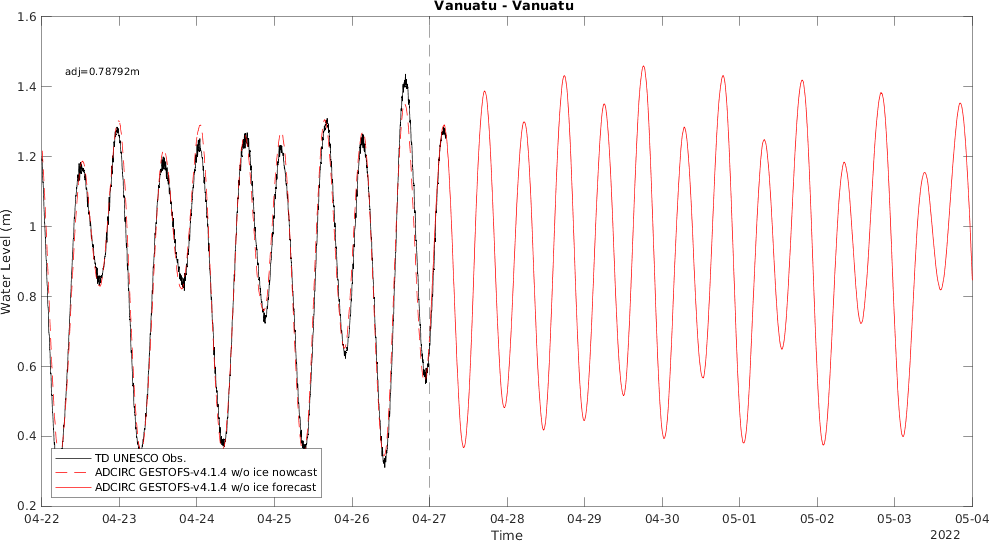 Vanuatu - Vanuatu
1.6
1.4
1.2
1
0.8
0.6
0.4
0.2
Water Level (m)
adj=0.78792m
TD UNESCO Obs.
ADCIRC GESTOFS-v4.1.4 w/o ice nowcast
ADCIRC GESTOFS-v4.1.4 w/o ice forecast
04-22 04-23 04-24 04-25 04-26 04-27 04-28 04-29 04-30 05-01 05-02 05-03 05-04
Time
2022